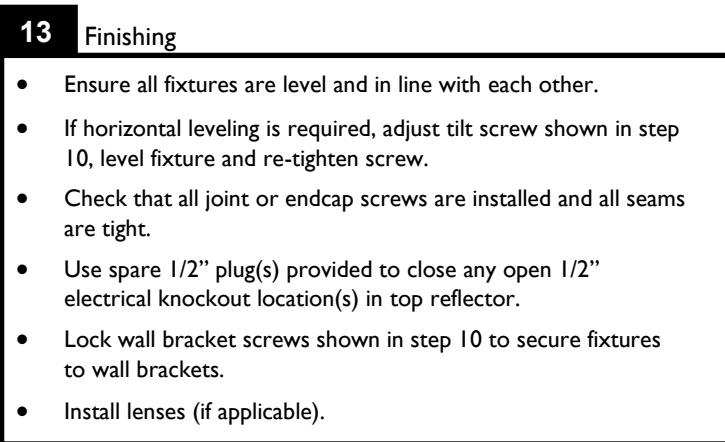 13 Finishing
• Ensure all fixtures are level and in line with each other.
• If horizontal leveling is required, adjust tilt screw shown in step
10, level fixture and re-tighten screw.
• Check that all joint or endcap screws are installed and all seams
are tight.
• Use spare 1/2” plug(s) provided to close any open 1/2”
electrical knockout location(s) in top reflector.
• Lock wall bracket screws shown in step 10 to secure fixtures
to wall brackets.
• Install lenses (if applicable).